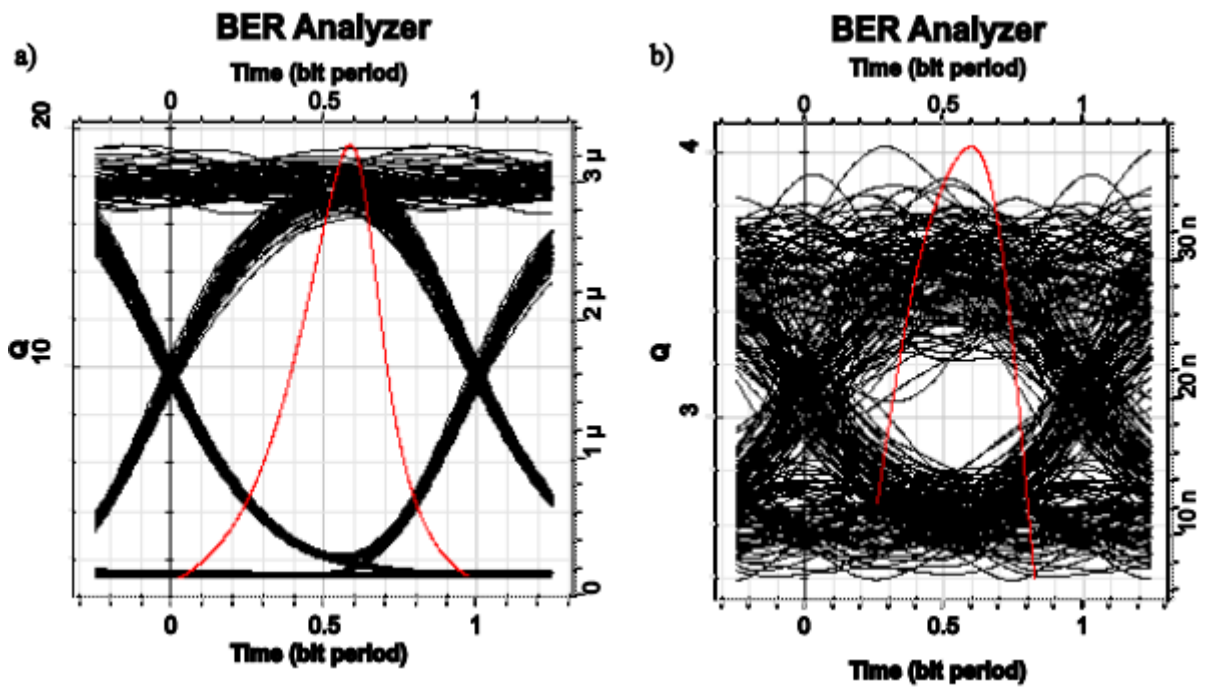 a)
BER Analyzer
Time (bit period)
0 0.5 1
20
10
Q
3 µ
2 µ
1 µ
0
0 0.5 1
Time (bit period)
b)
BER Analyzer
Time (bit period)
0 0.5 1
4
3
Q
30 n
20 n
10 n
0 0.5 1
Time (bit period)